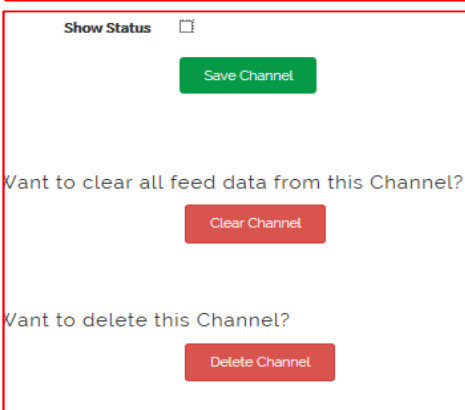 Show Status
Save Channel
Want to clear all feed data from this Channel?
Clear Channel
Want to delete this Channel?
Delete Channel